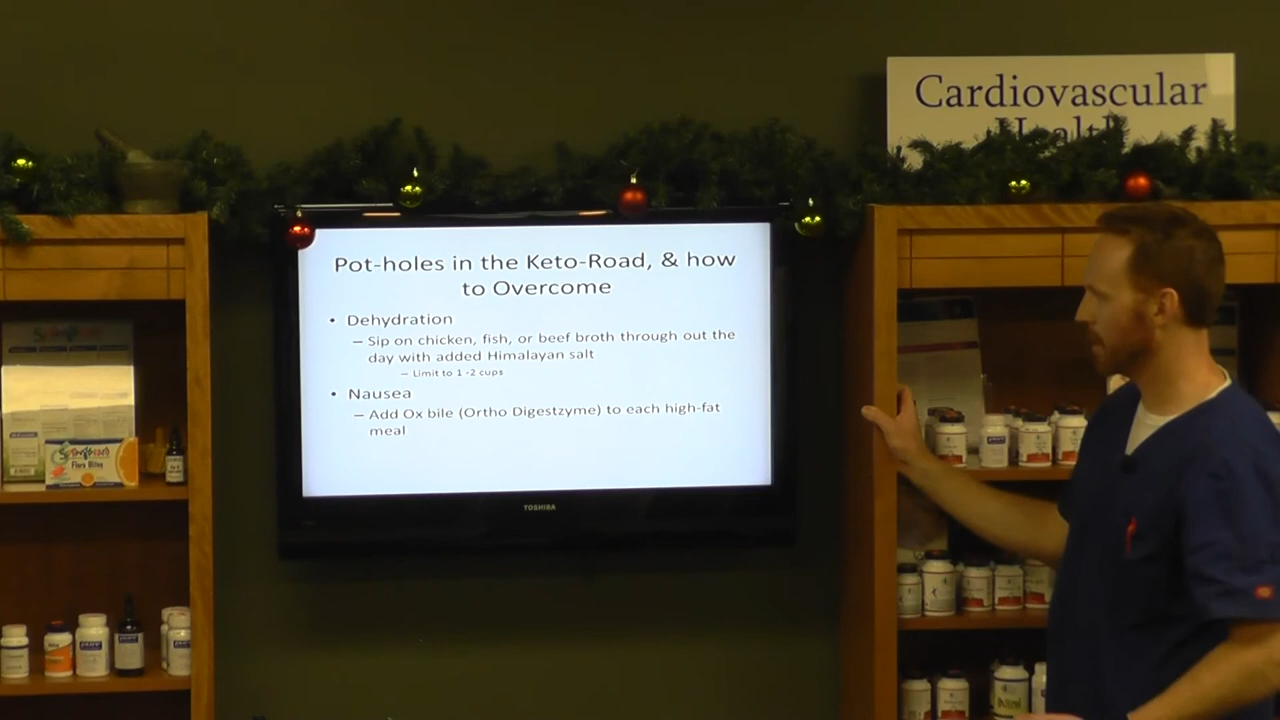 Cardiovascular
Health
Pot-holes in the Keto-Road, & how
to Overcome
• Dehydration
– Sip on chicken, fish, or beef broth through out the
day with added Himalayan salt
– Limit to 1 -2 cups
• Nausea
– Add Ox bile (Ortho Digestzyme) to each high-fat
meal
TOSHIBA